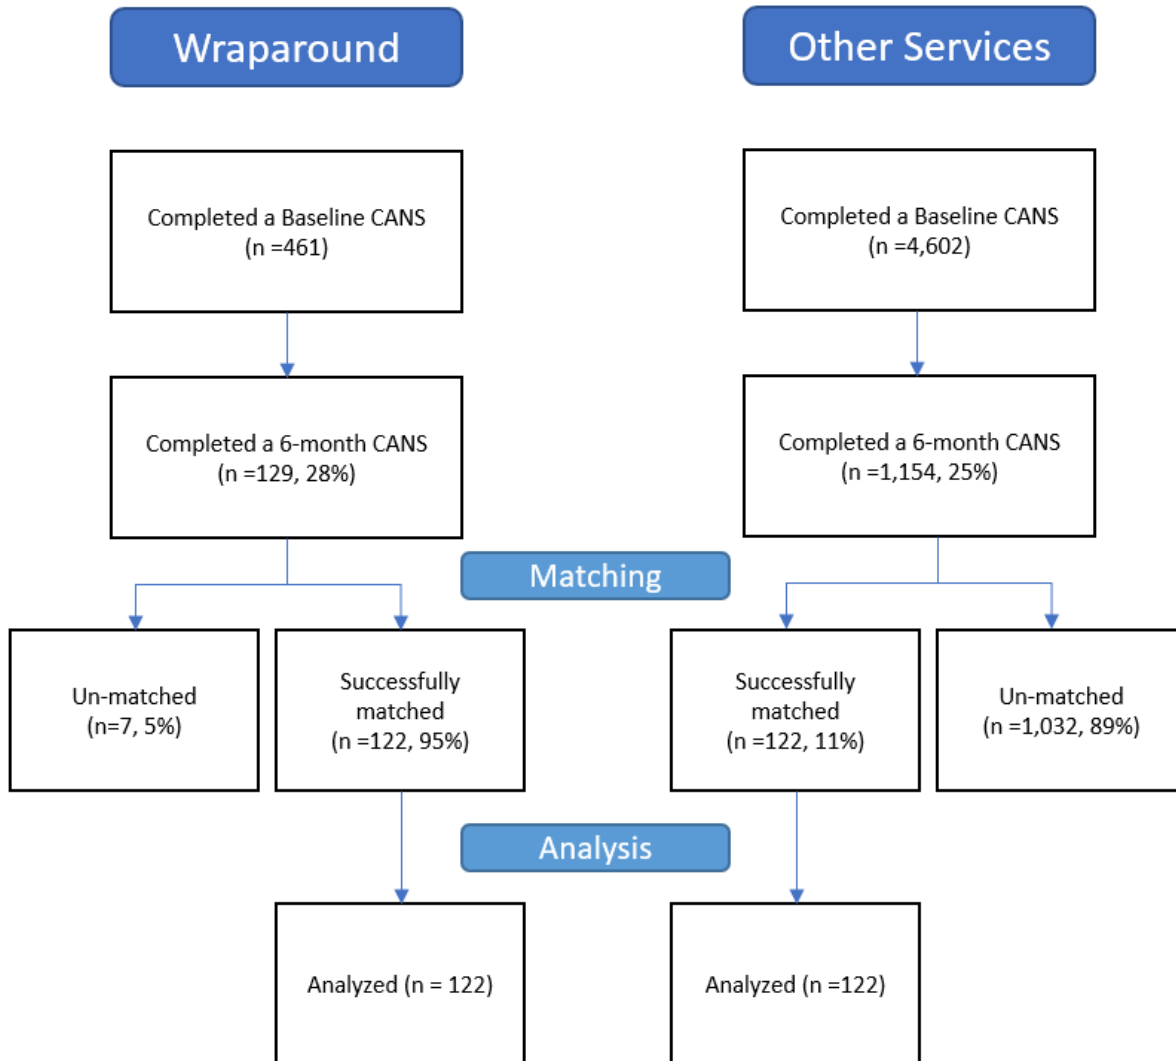 Wraparound
Other Services
Completed a Baseline CANS
(n =461)
Completed a Baseline CANS
(n =4,602)
Completed a 6-month CANS
(n =129, 28%)
Completed a 6-month CANS
(n =1,154, 25%)
Matching
Un-matched
(n=7, 5%)
Successfully
matched
(n =122, 95%)
Successfully
matched
(n =122, 11%)
Un-matched
(n =1,032, 89%)
Analysis
Analyzed (n = 122)
Analyzed (n =122)